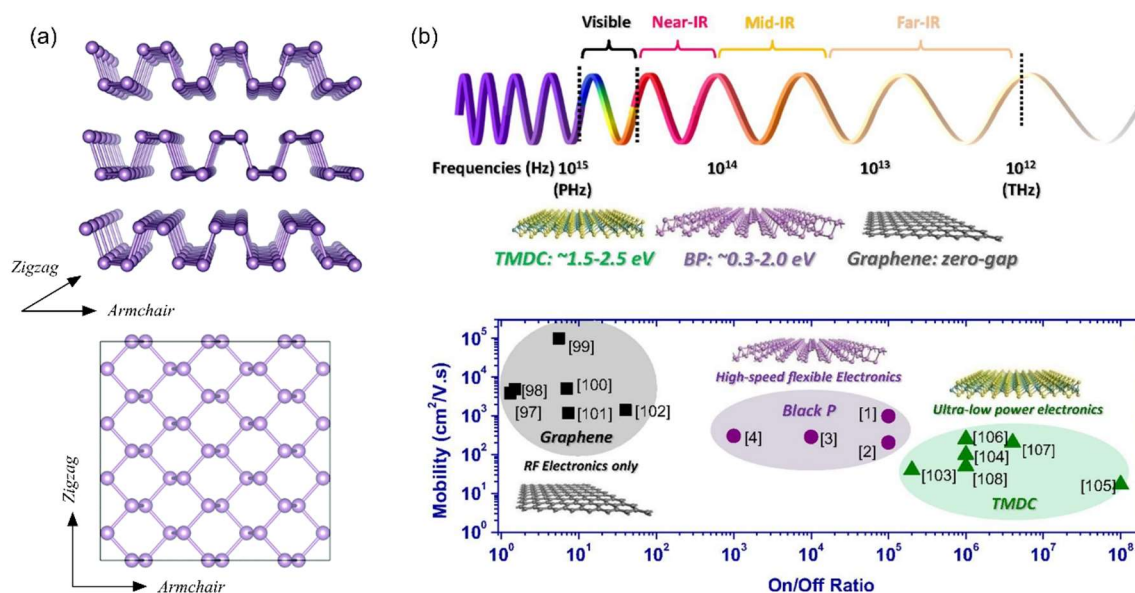 (a)
Zigzag
Armchair
Zigzag
Armchair
(b)
Visible Near-IR Mid-IR Far-IR
Frequencies (Hz) 10¹⁵ 10¹⁴ 10¹³ 10¹²
(PHz) (THz)
TMDC: ~1.5-2.5 eV BP: ~0.3-2.0 eV Graphene: zero-gap
Mobility (cm²/V.s)
10⁵
10⁴
10³
10²
10¹
10⁰
[99]
[98]
[100]
[97]
[101]
[102]
Graphene
RF Electronics only
High-speed flexible Electronics
Black P
[1]
[4]
[3]
[2]
Ultra-low power electronics
[106]
[107]
[104]
[103]
[108]
[105]
TMDC
10⁰ 10¹ 10² 10³ 10⁴ 10⁵ 10⁶ 10⁷ 10⁸
On/Off Ratio